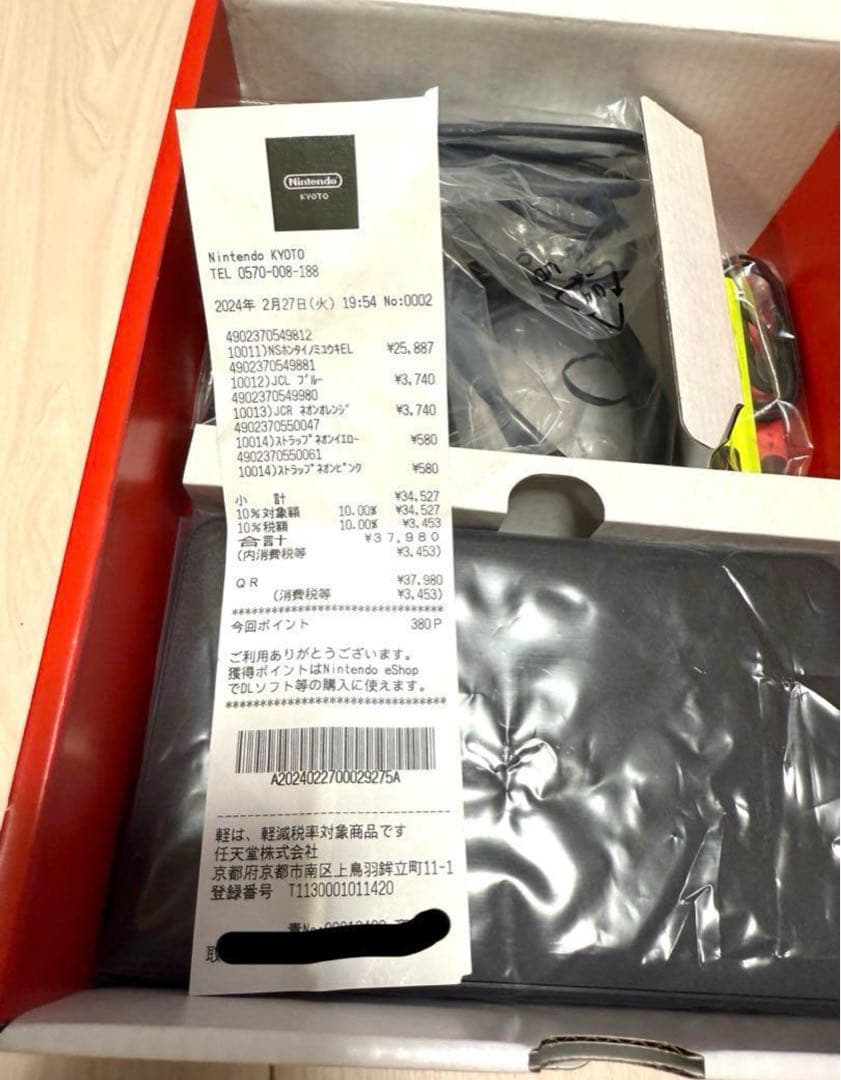 Nintendo
KYOTO
Nintendo KYOTO
TEL 0570-008-188
2024年 2月27日(火) 19:54 No:0002
4902370549812
10011)NSホンタイノミユウキEL ¥25,887
4902370549881
10012)JCL ブルー ¥3,740
4902370549980
10013)JCR ネオンオレンジ ¥3,740
4902370550047
10014)ストラップネオンイエロー ¥580
4902370550061
10014)ストラップネオンピンク ¥580
小 計 ¥34,527
10%対象額 10.00% ¥34,527
10%税額 10.00% ¥3,453
合計 ¥37,980
(内消費税等 ¥3,453)
QR ¥37,980
(消費税等 ¥3,453)
*****************************************
今回ポイント 380P
ご利用ありがとうございます。
獲得ポイントはNintendo eShop
でDLソフト等の購入に使えます。
*****************************************
A2024022700029275A
軽は、軽減税率対象商品です
任天堂株式会社
京都府京都市南区上鳥羽鉾立町11-1
登録番号 T1130001011420
取